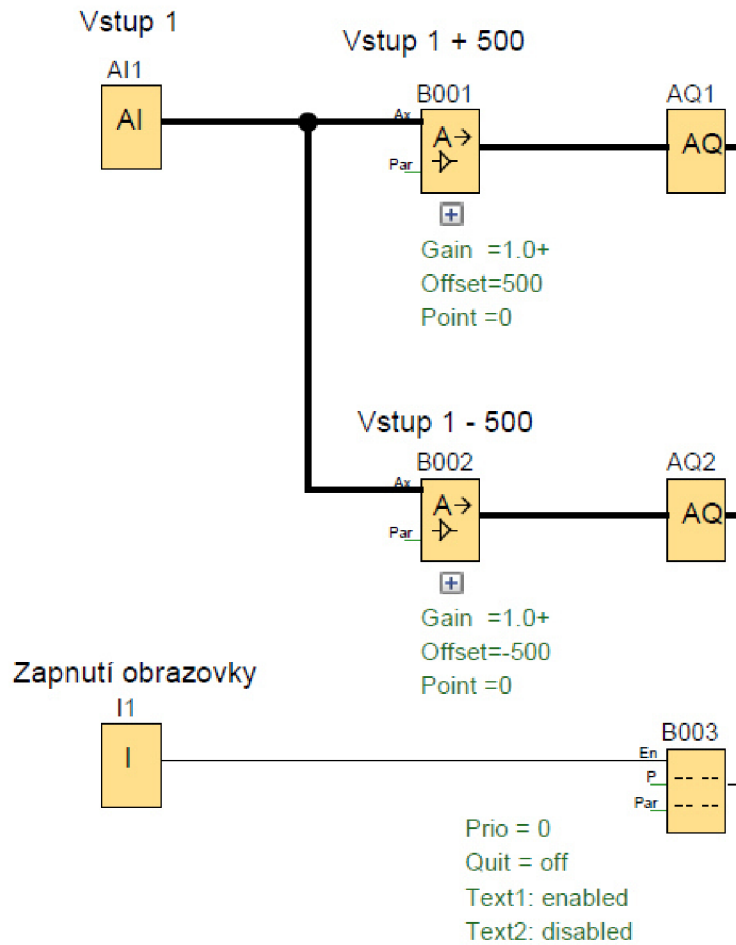 Vstup 1
AI1
AI
Vstup 1 + 500
B001
Ax
A→
Par
Gain =1.0+
Offset=500
Point =0
AQ1
AQ
Vstup 1 - 500
B002
Ax
A→
Par
Gain =1.0+
Offset=-500
Point =0
AQ2
AQ
Zapnutí obrazovky
I1
I
B003
En
P
Par
Prio = 0
Quit = off
Text1: enabled
Text2: disabled